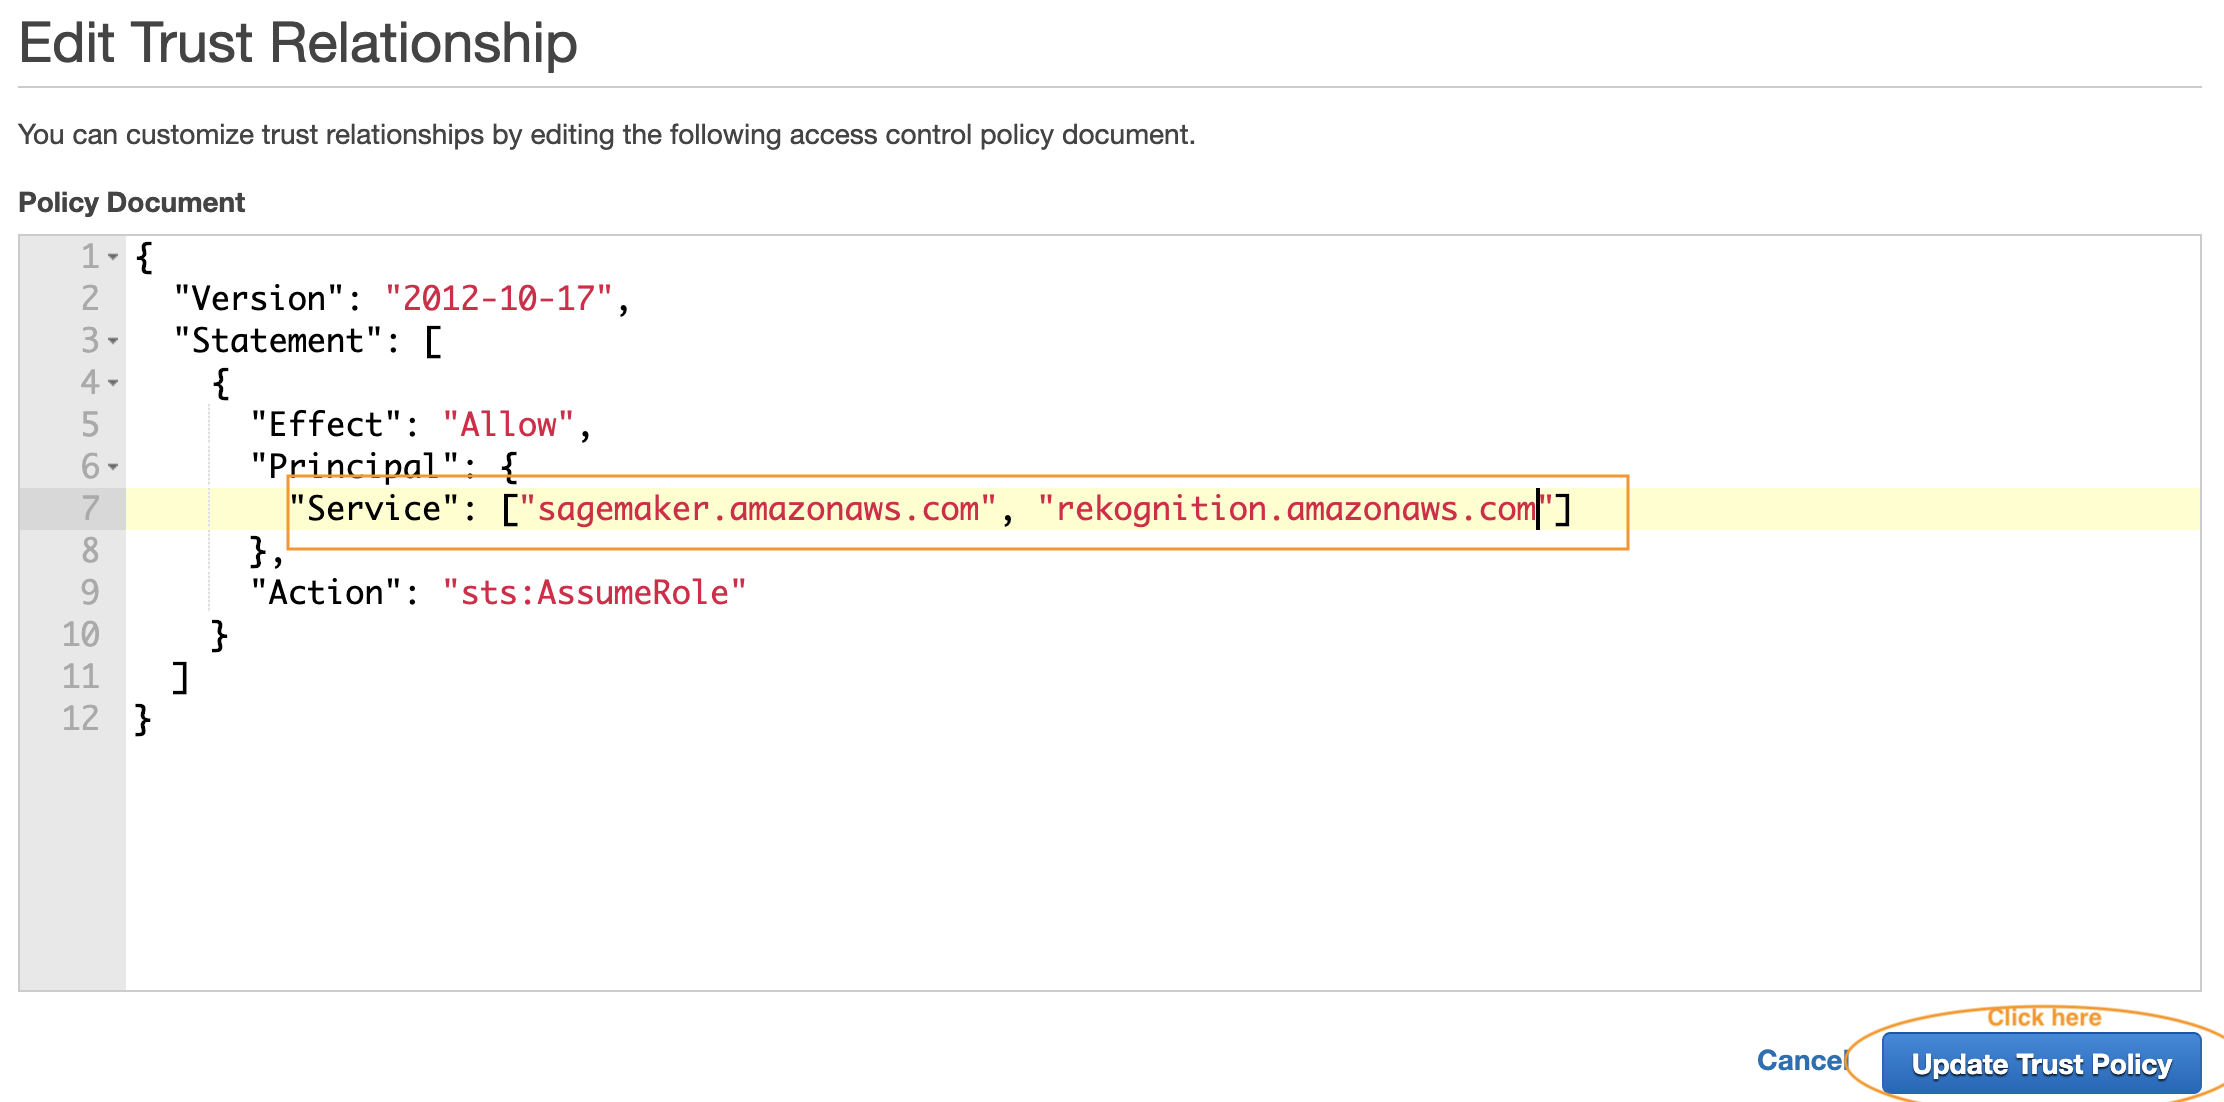 Edit Trust Relationship
You can customize trust relationships by editing the following access control policy document.
Policy Document
1 {
2 "Version": "2012-10-17",
3 "Statement": [
4 {
5 "Effect": "Allow",
6 "Principal": {
7 "Service": ["sagemaker.amazonaws.com", "rekognition.amazonaws.com"]
8 },
9 "Action": "sts:AssumeRole"
10 }
11 ]
12 }
Click here
Cancel Update Trust Policy